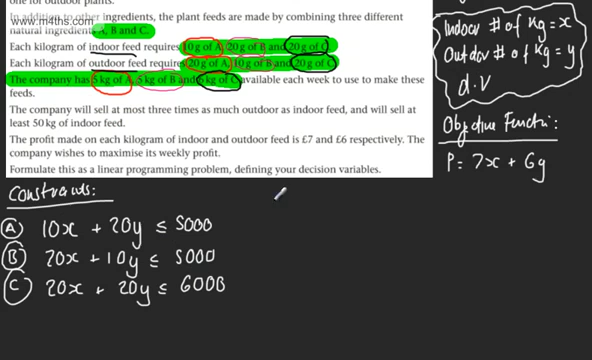 one for outdoor plants.
www.m4ths.com
In addition to other ingredients, the plant feeds are made by combining three different
natural ingredients A, B and C.
Each kilogram of indoor feed requires 10 g of A, 20 g of B and 20 g of C.
Each kilogram of outdoor feed requires 20 g of A, 10 g of B and 20 g of C.
The company has 5 kg of A, 5 kg of B and 6 kg of C available each week to use to make these
feeds.
The company will sell at most three times as much outdoor as indoor feed, and will sell at
least 50 kg of indoor feed.
The profit made on each kilogram of indoor and outdoor feed is £7 and £6 respectively. The
company wishes to maximise its weekly profit.
Formulate this as a linear programming problem, defining your decision variables.
Indoor # of Kg = x
Outdoor # of Kg = y
d.V
Objective Function:
P = 7x + 6y
Constraints:
A 10x + 20y ≤ 5000
B 20x + 10y ≤ 5000
C 20x + 20y ≤ 6000